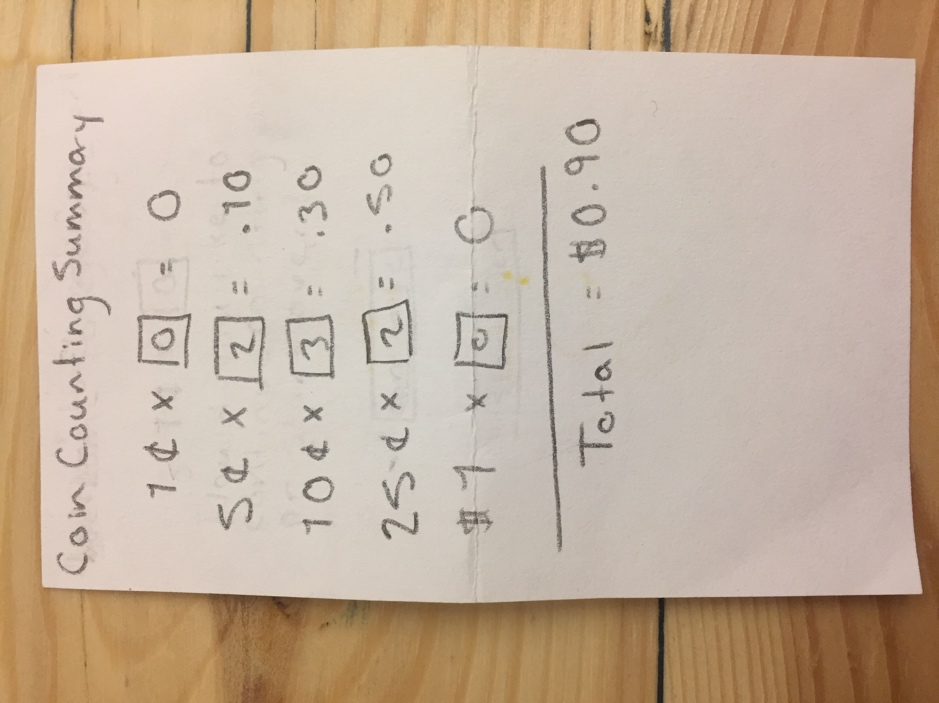 Coin Counting Summary
1¢ x 0 = 0
5¢ x 2 = .10
10¢ x 3 = .30
25¢ x 2 = .50
$1 x 0 = 0
Total = $0.90